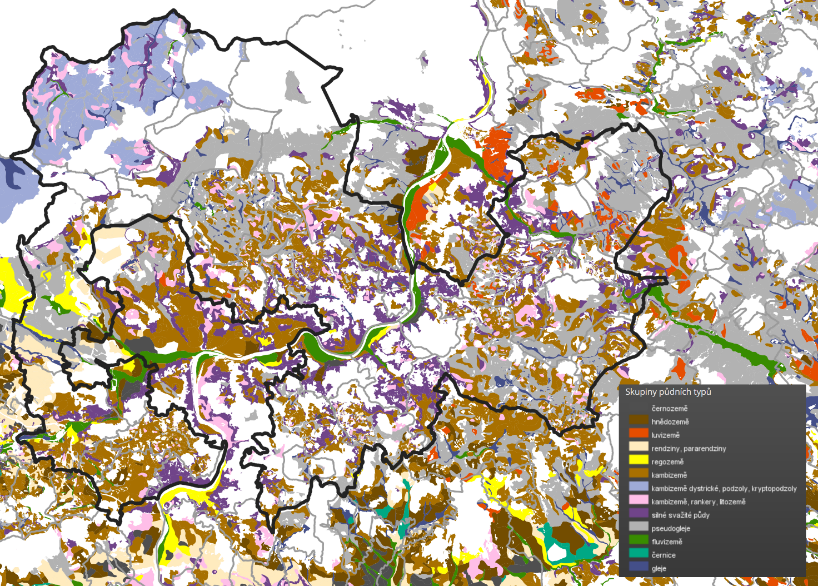 Skupiny půdních typů
černozemě
hnědozemě
luvizemě
rendziny, pararendziny
regozemě
kambizemě
kambizemě dystrické, podzoly, kryptopodzoly
kambizemě, rankery, litozemě
silně svažité půdy
pseudogleje
fluvizemě
černice
gleje